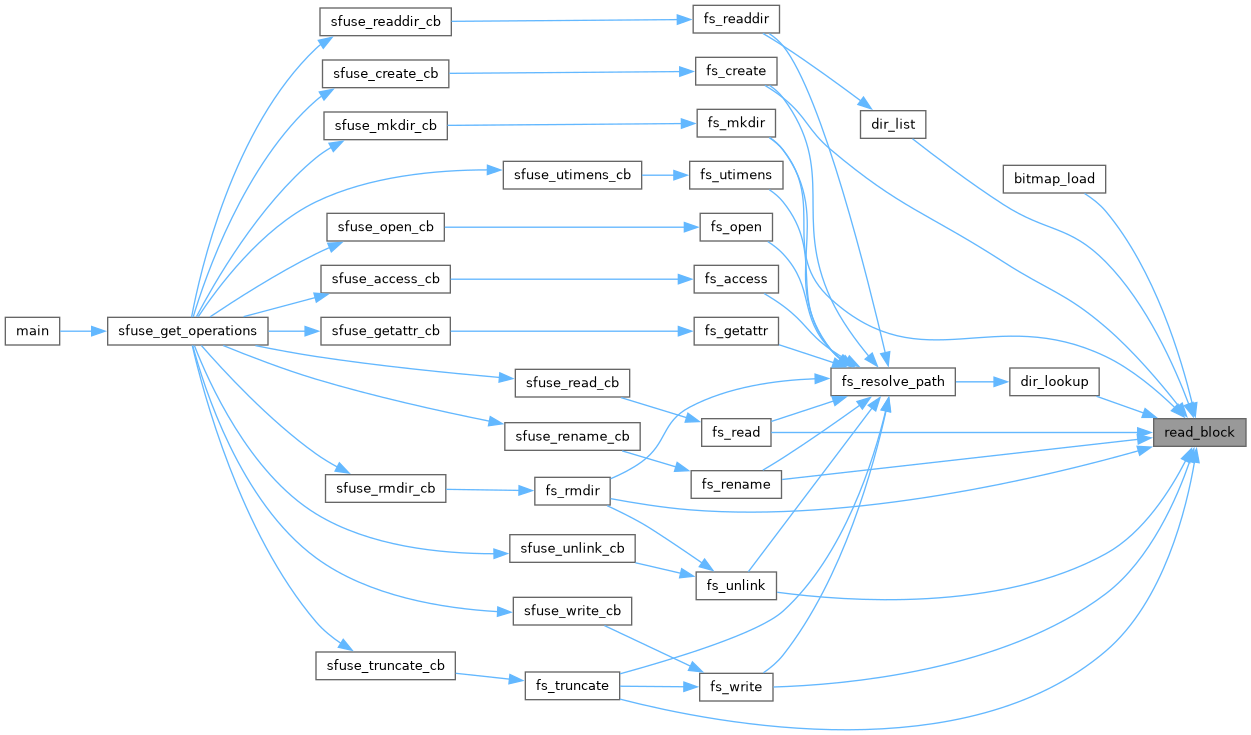 sfuse_readdir_cb
fs_readdir
sfuse_create_cb
fs_create
sfuse_mkdir_cb
fs_mkdir
dir_list
sfuse_utimens_cb
fs_utimens
bitmap_load
sfuse_open_cb
fs_open
sfuse_access_cb
fs_access
main
sfuse_get_operations
sfuse_getattr_cb
fs_getattr
sfuse_read_cb
fs_resolve_path
dir_lookup
sfuse_rename_cb
fs_read
read_block
sfuse_rmdir_cb
fs_rmdir
fs_rename
sfuse_unlink_cb
fs_unlink
sfuse_write_cb
sfuse_truncate_cb
fs_truncate
fs_write